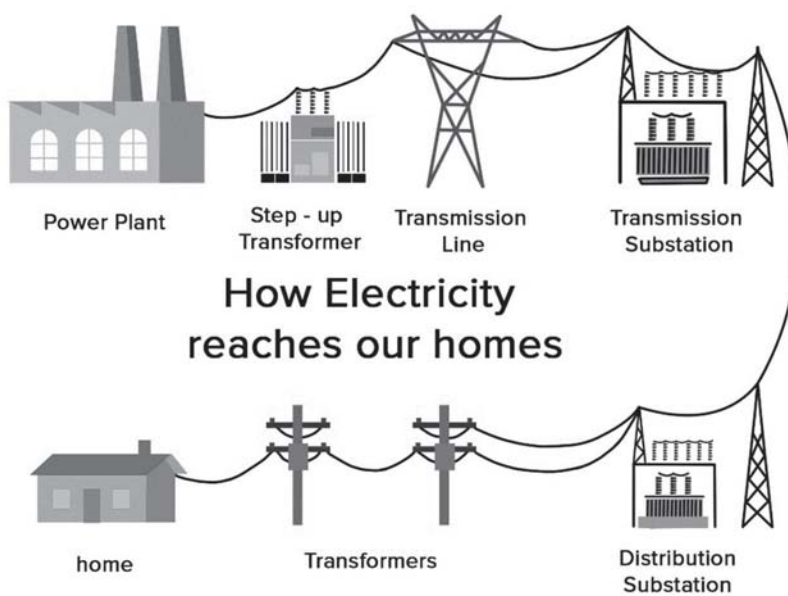 Power Plant
Step - up
Transformer
Transmission
Line
Transmission
Substation
How Electricity
reaches our homes
home
Transformers
Distribution
Substation